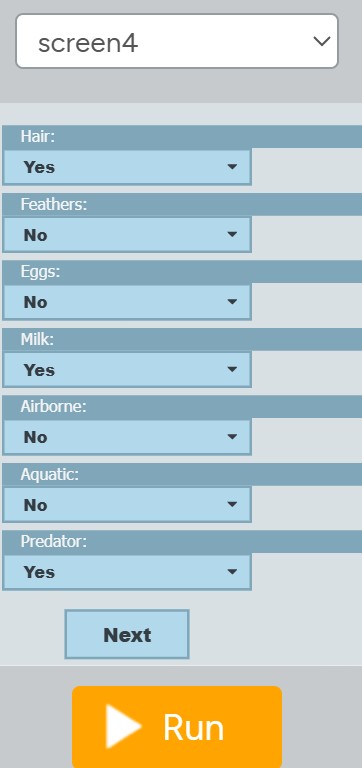 screen4
Hair:
Yes
Feathers:
No
Eggs:
No
Milk:
Yes
Airborne:
No
Aquatic:
No
Predator:
Yes
Next
Run